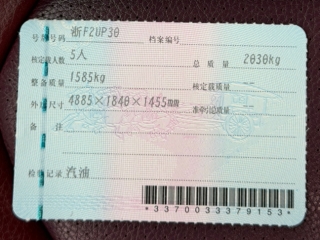 号牌号码 浙F2UP30 档案编号
核定载人数 5人 总质量 2030kg
整备质量 1585kg 核定载质量 --
外廓尺寸 4885×1840×1455mm 准牵引总质量 --
备注
检验记录 汽油
*3370033379153*